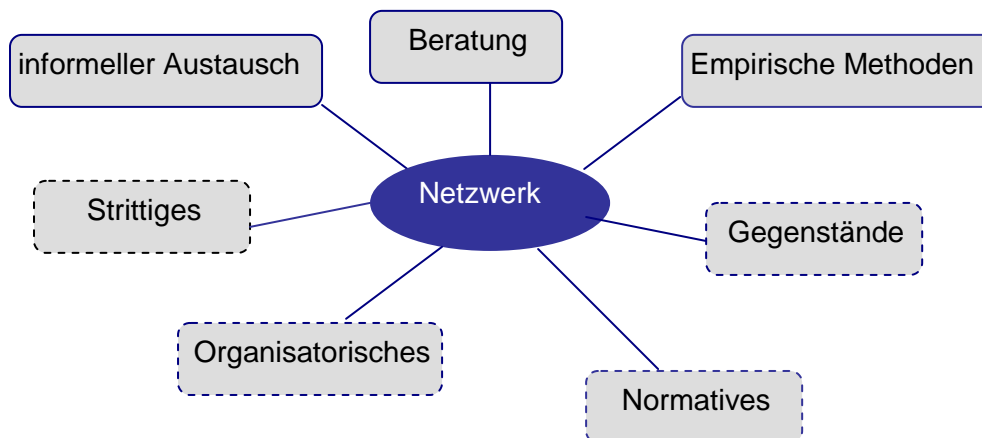 Beratung
informeller Austausch
Empirische Methoden
Netzwerk
Strittiges
Gegenstände
Organisatorisches
Normatives